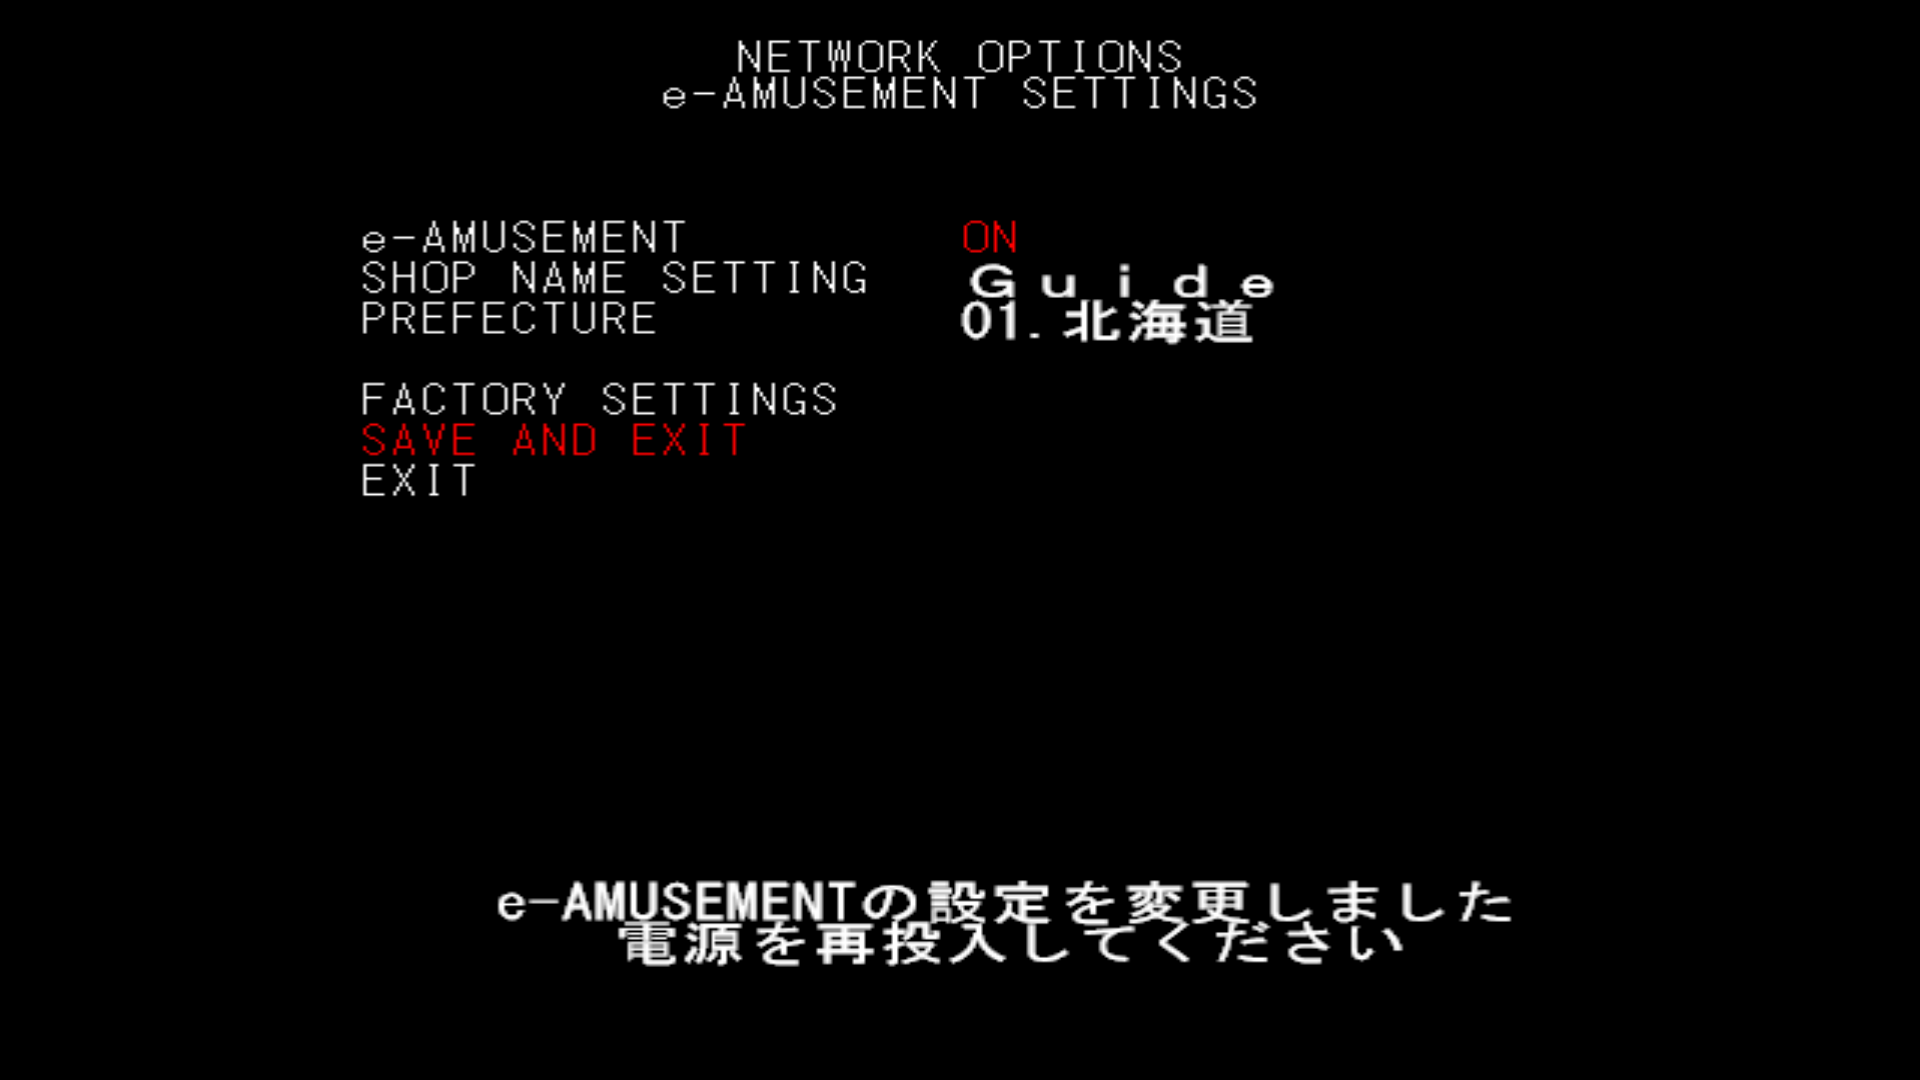 NETWORK OPTIONS
e-AMUSEMENT SETTINGS
e-AMUSEMENT ON
SHOP NAME SETTING Ｇｕｉｄｅ
PREFECTURE 01.北海道
FACTORY SETTINGS
SAVE AND EXIT
EXIT
e-AMUSEMENTの設定を変更しました
電源を再投入してください